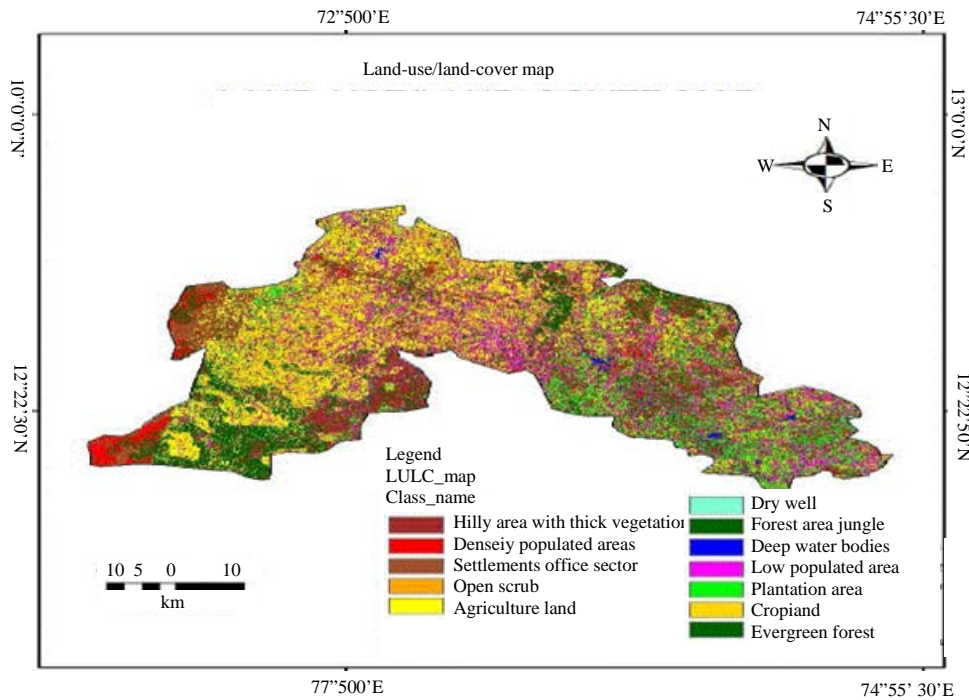 72”500’E
74”55’30’E
Land-use/land-cover map
10”0’0”N’
13”0’0’N
N
W
E
S
12”22’30’N
12”22’50’N
Legend
LULC_map
Class_name
Hilly area with thick vegetation
Denseiy populated areas
Settlements office sector
Open scrub
Agriculture land
Dry well
Forest area jungle
Deep water bodies
Low populated area
Plantation area
Cropiand
Evergreen forest
10 5 0 10
km
77”500’E
74”55’ 30’E